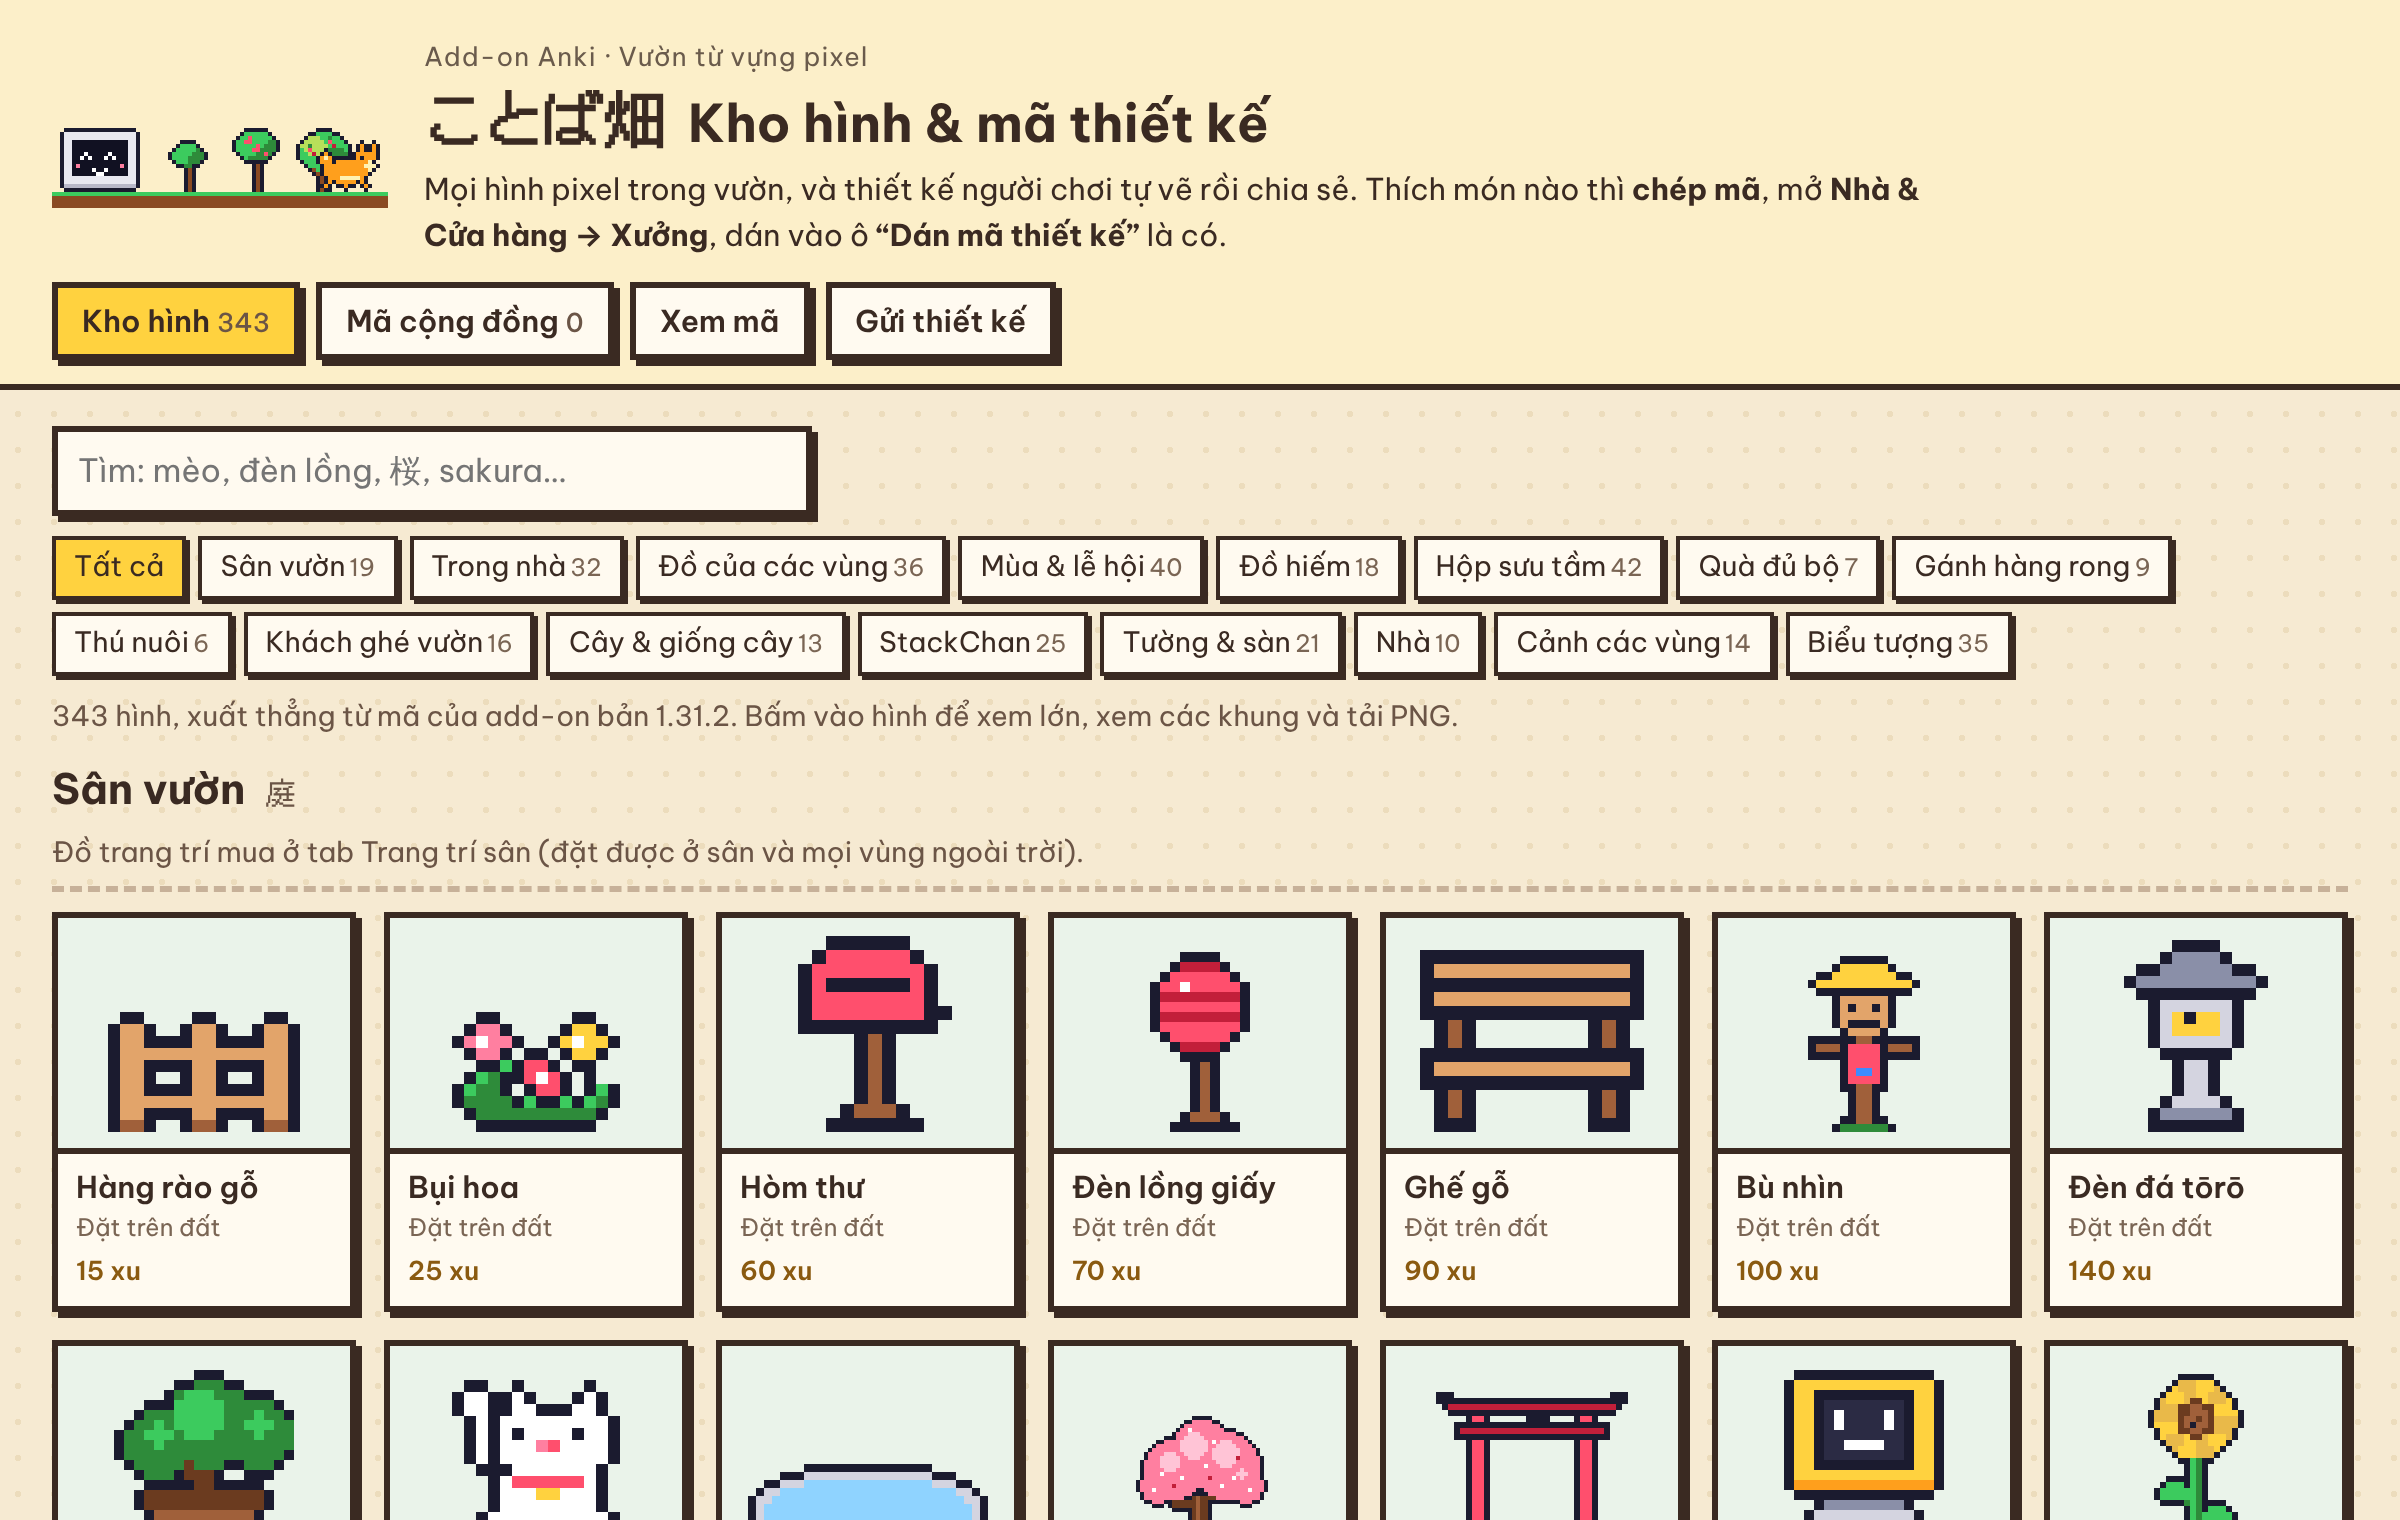 Add-on Anki · Vườn từ vựng pixel
ことば畑 Kho hình & mã thiết kế
Mọi hình pixel trong vườn, và thiết kế người chơi tự vẽ rồi chia sẻ. Thích món nào thì chép mã, mở Nhà &
Cửa hàng → Xưởng, dán vào ô “Dán mã thiết kế” là có.
Kho hình 343 Mã cộng đồng 0 Xem mã Gửi thiết kế
Tìm: mèo, đèn lồng, 桜, sakura...
Tất cả Sân vườn 19 Trong nhà 32 Đồ của các vùng 36 Mùa & lễ hội 40 Đồ hiếm 18 Hộp sưu tầm 42 Quà đủ bộ 7 Gánh hàng rong 9
Thú nuôi 6 Khách ghé vườn 16 Cây & giống cây 13 StackChan 25 Tường & sàn 21 Nhà 10 Cảnh các vùng 14 Biểu tượng 35
343 hình, xuất thẳng từ mã của add-on bản 1.31.2. Bấm vào hình để xem lớn, xem các khung và tải PNG.
Sân vườn 庭
Đồ trang trí mua ở tab Trang trí sân (đặt được ở sân và mọi vùng ngoài trời).
Hàng rào gỗ Bụi hoa Hòm thư Đèn lồng giấy Ghế gỗ Bù nhìn Đèn đá tōrō
Đặt trên đất Đặt trên đất Đặt trên đất Đặt trên đất Đặt trên đất Đặt trên đất Đặt trên đất
15 xu 25 xu 60 xu 70 xu 90 xu 100 xu 140 xu